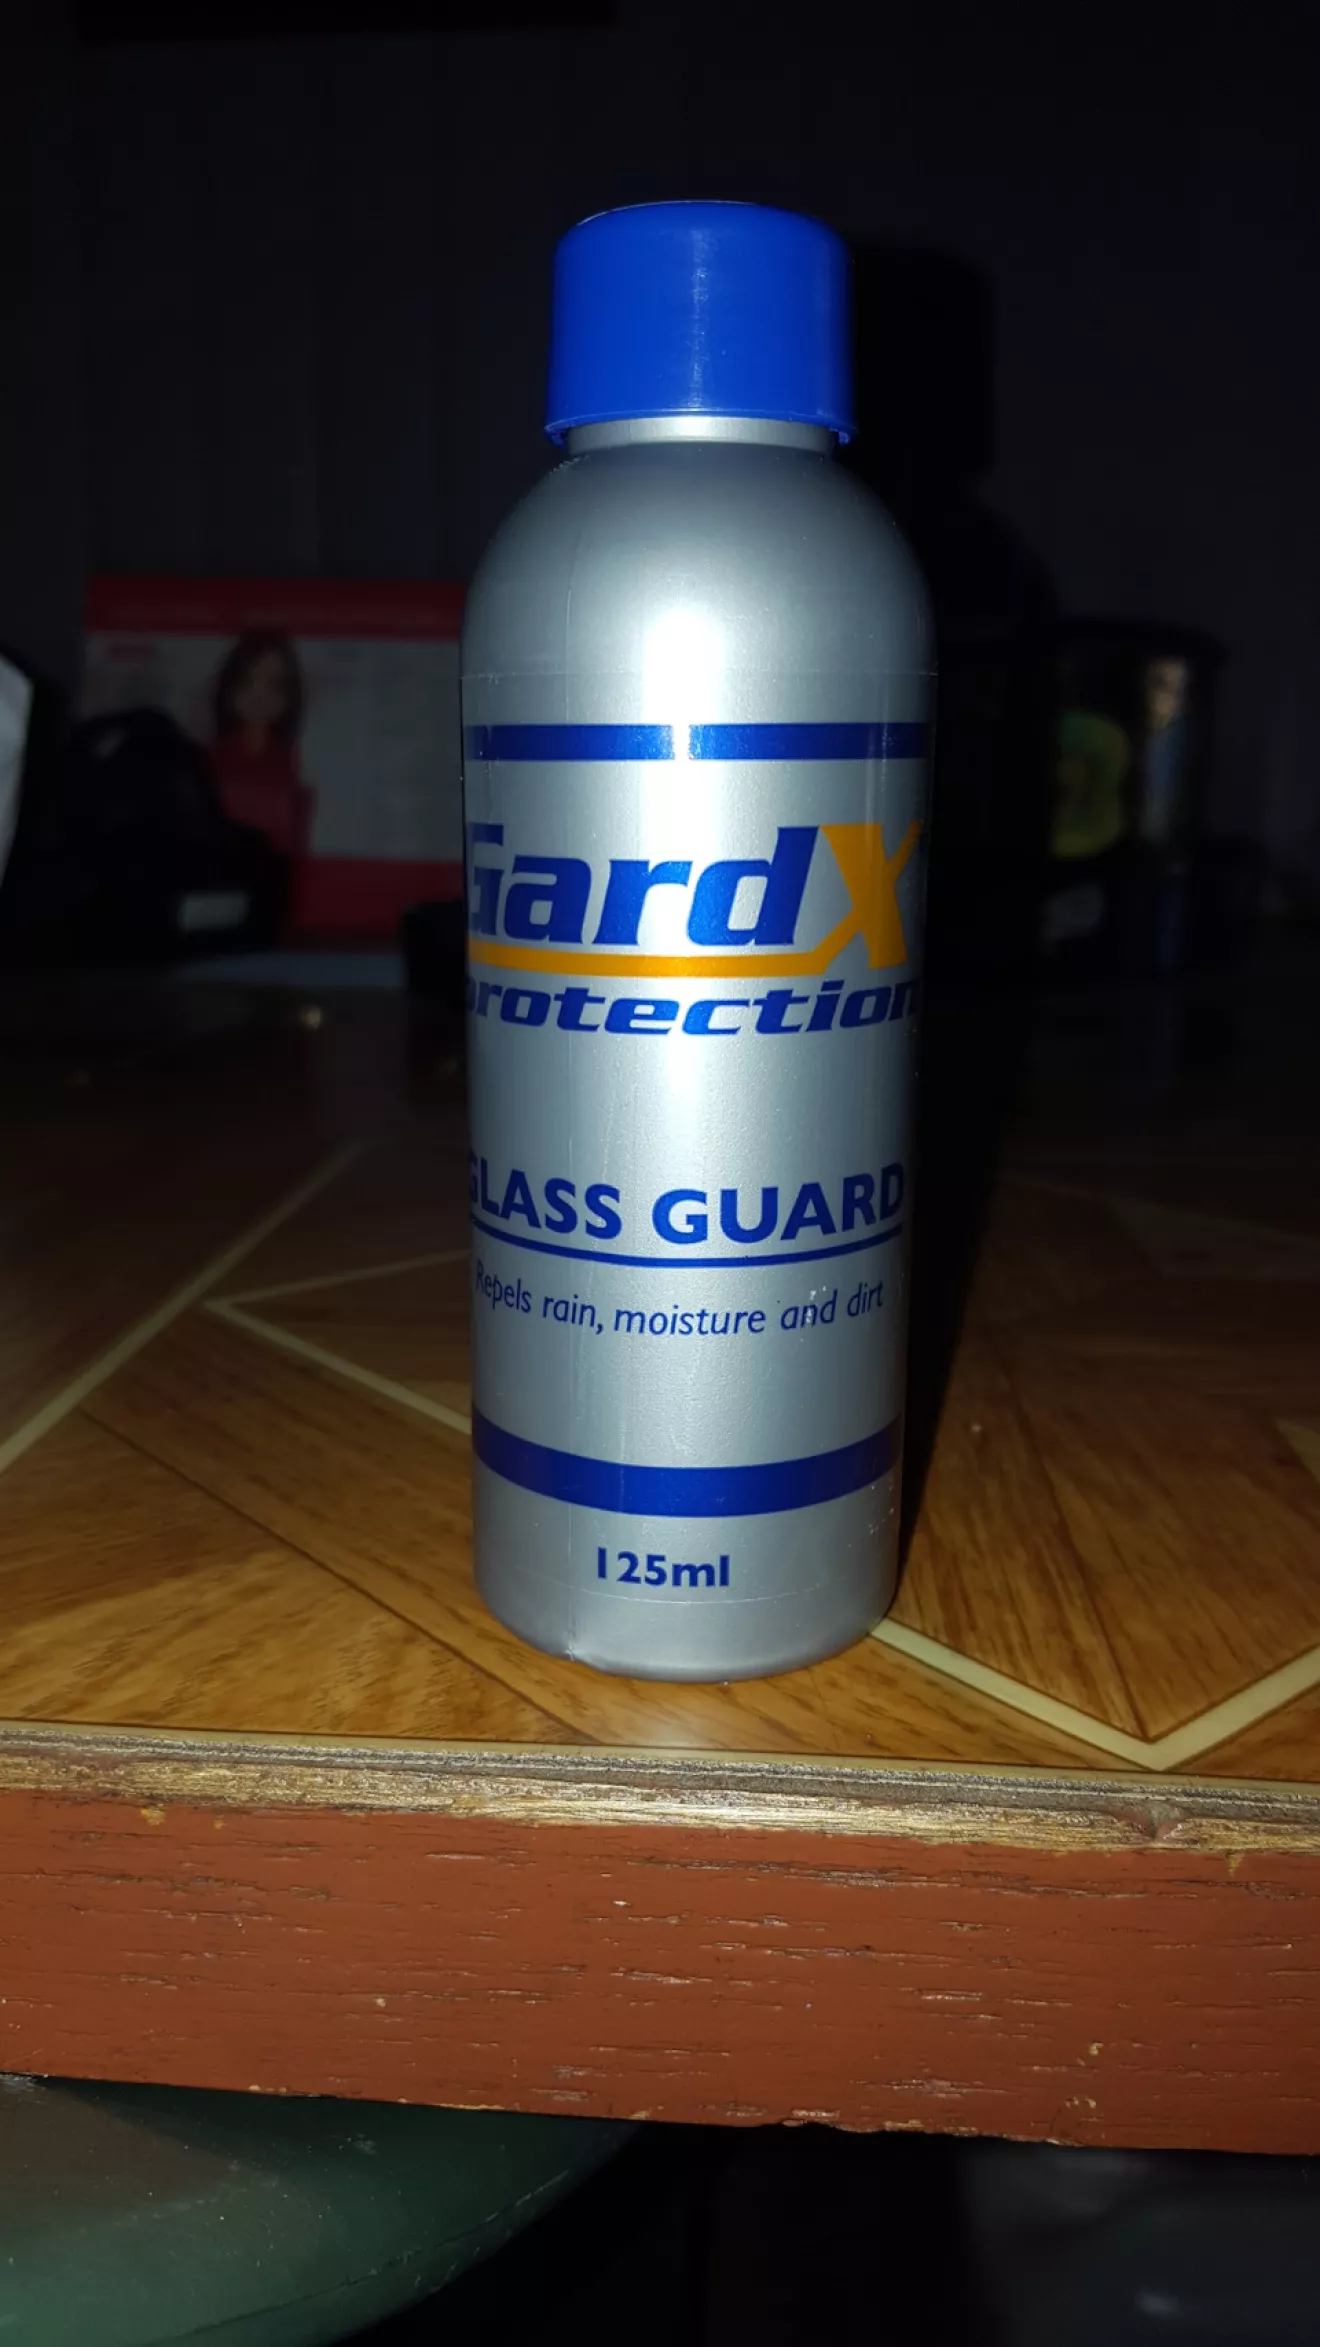 GardX
protection
GLASS GUARD
Repels rain, moisture and dirt
125ml